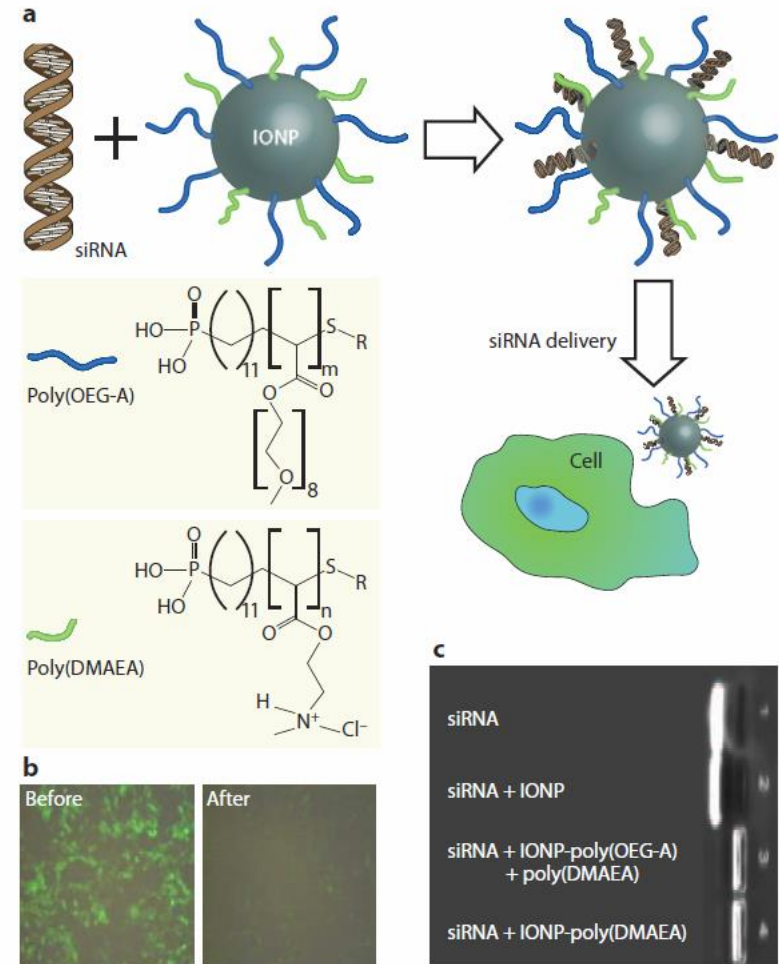 a
IONP
siRNA
siRNA delivery
Cell
Poly(OEG-A)
O
HO
P
HO
11
m
S
R
O
O
O
8
Poly(DMAEA)
O
HO
P
HO
11
n
S
R
O
O
H
N⁺
Cl⁻
b
Before
After
c
siRNA
siRNA + IONP
siRNA + IONP-poly(OEG-A)
+ poly(DMAEA)
siRNA + IONP-poly(DMAEA)